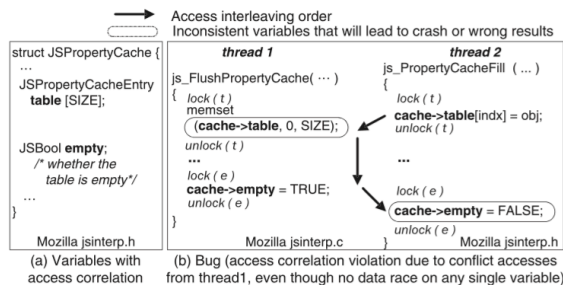 Access interleaving order
Inconsistent variables that will lead to crash or wrong results
struct JSPropertyCache {
...
JSPropertyCacheEntry
table [SIZE];
JSBool empty;
/* whether the
table is empty*/
...
}
Mozilla jsinterp.h
(a) Variables with
access correlation
thread 1
js_FlushPropertyCache( ... )
{
lock ( t )
memset
(cache->table, 0, SIZE);
unlock ( t )
...
lock ( e )
cache->empty = TRUE;
unlock ( e )
}
Mozilla jsinterp.c
thread 2
js_PropertyCacheFill ( ... )
{
lock ( t )
cache->table[indx] = obj;
unlock ( t )
...
lock ( e )
cache->empty = FALSE;
unlock ( e )
}
Mozilla jsinterp.h
(b) Bug (access correlation violation due to conflict accesses
from thread1, even though no data race on any single variable)